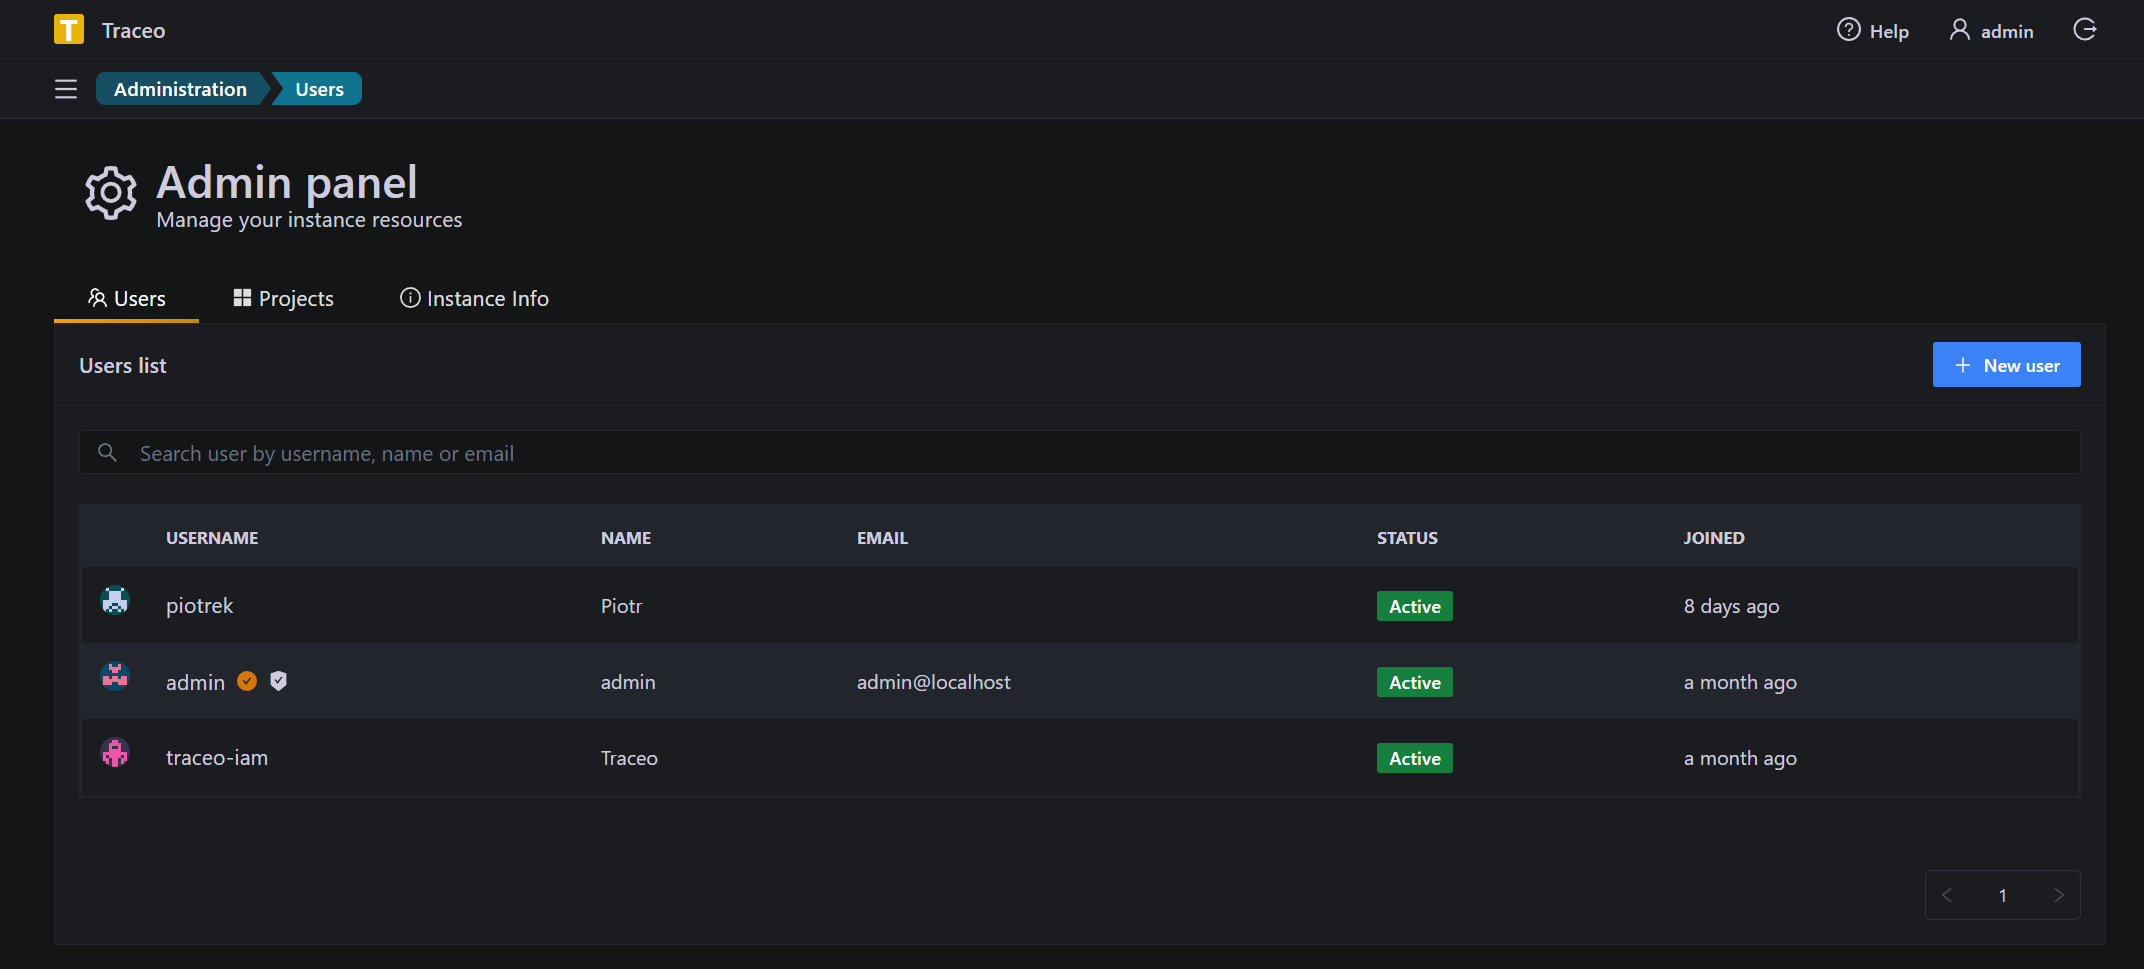 T Traceo
Help admin
Administration Users
Admin panel
Manage your instance resources
Users Projects Instance Info
Users list
New user
Search user by username, name or email
USERNAME NAME EMAIL STATUS JOINED
piotrek Piotr Active 8 days ago
admin admin admin@localhost Active a month ago
traceo-iam Traceo Active a month ago
1